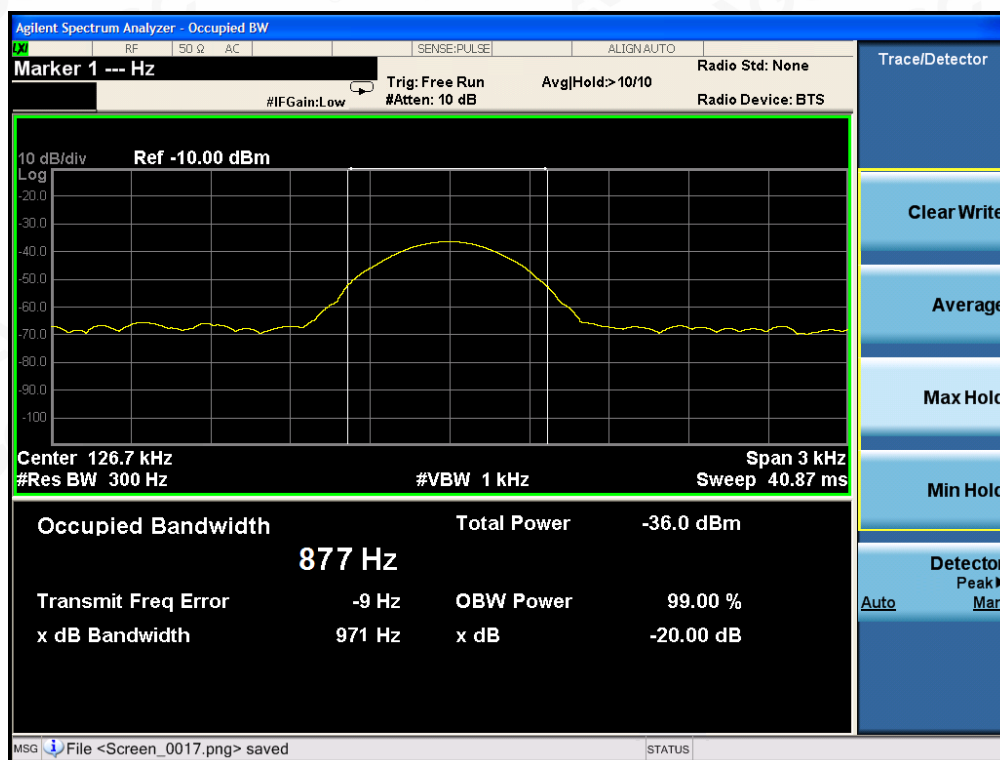 Agilent Spectrum Analyzer - Occupied BW
LXI RF 50 Ω AC SENSE:PULSE ALIGN AUTO
Marker 1 --- Hz
#IFGain:Low
Trig: Free Run
#Atten: 10 dB
Avg|Hold:>10/10
Radio Std: None
Radio Device: BTS
10 dB/div Ref -10.00 dBm
Log
-20.0
-30.0
-40.0
-50.0
-60.0
-70.0
-80.0
-90.0
-100
Center 126.7 kHz Span 3 kHz
#Res BW 300 Hz #VBW 1 kHz Sweep 40.87 ms
Occupied Bandwidth Total Power -36.0 dBm
877 Hz
Transmit Freq Error -9 Hz OBW Power 99.00 %
x dB Bandwidth 971 Hz x dB -20.00 dB
MSG File <Screen_0017.png> saved STATUS
Trace/Detector
Clear Write
Average
Max Hold
Min Hold
Detector
Peak
Auto Man